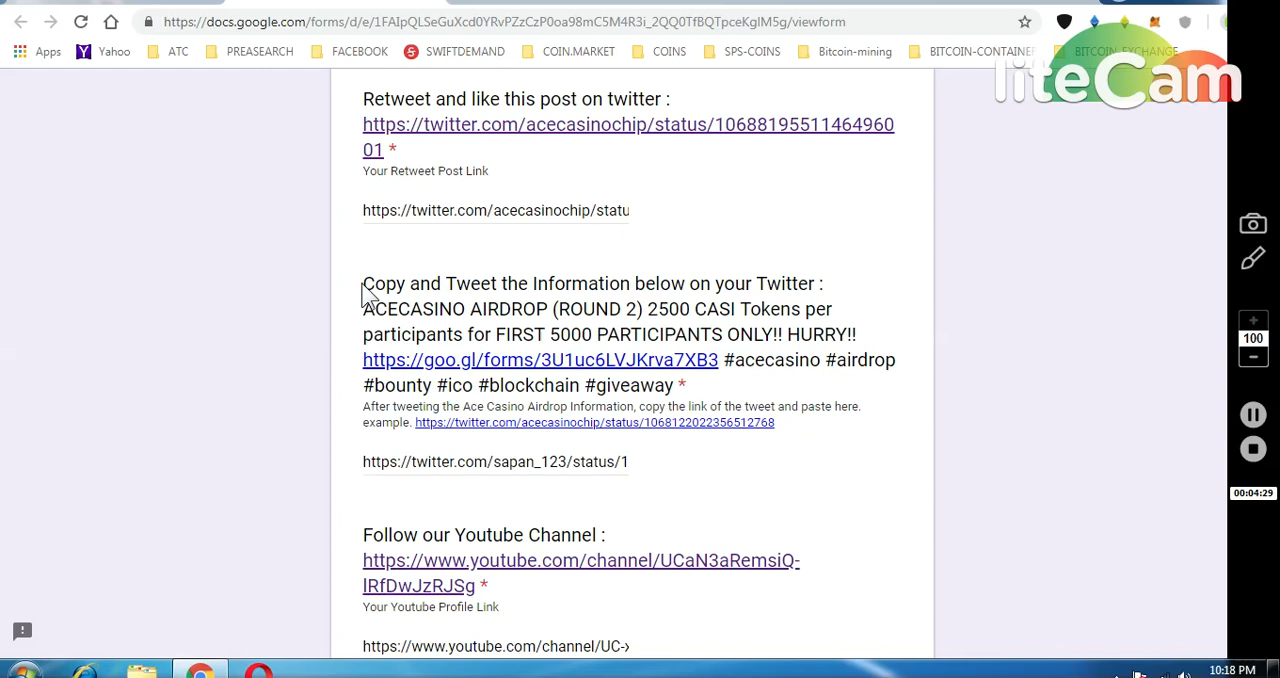 https://docs.google.com/forms/d/e/1FAIpQLSeGuXcd0YRvPZzCzP0oa98mC5M4R3i_2QQ0TfBQTpceKglM5g/viewform
Apps Yahoo ATC PREASEARCH FACEBOOK SWIFTDEMAND COIN.MARKET COINS SPS-COINS Bitcoin-mining BITCOIN-CONTAINE BITCOIN-EXCHANGE
liteCam
Retweet and like this post on twitter :
https://twitter.com/acecasinochip/status/10688195511464960
01 *
Your Retweet Post Link
https://twitter.com/acecasinochip/statu
Copy and Tweet the Information below on your Twitter :
ACECASINO AIRDROP (ROUND 2) 2500 CASI Tokens per
participants for FIRST 5000 PARTICIPANTS ONLY!! HURRY!!
https://goo.gl/forms/3U1uc6LVJKrva7XB3 #acecasino #airdrop
#bounty #ico #blockchain #giveaway *
After tweeting the Ace Casino Airdrop Information, copy the link of the tweet and paste here.
example. https://twitter.com/acecasinochip/status/1068122022356512768
https://twitter.com/sapan_123/status/1
Follow our Youtube Channel :
https://www.youtube.com/channel/UCaN3aRemsiQ-
lRfDwJzRJSg *
Your Youtube Profile Link
https://www.youtube.com/channel/UC-x
100
00:04:29
10:18 PM